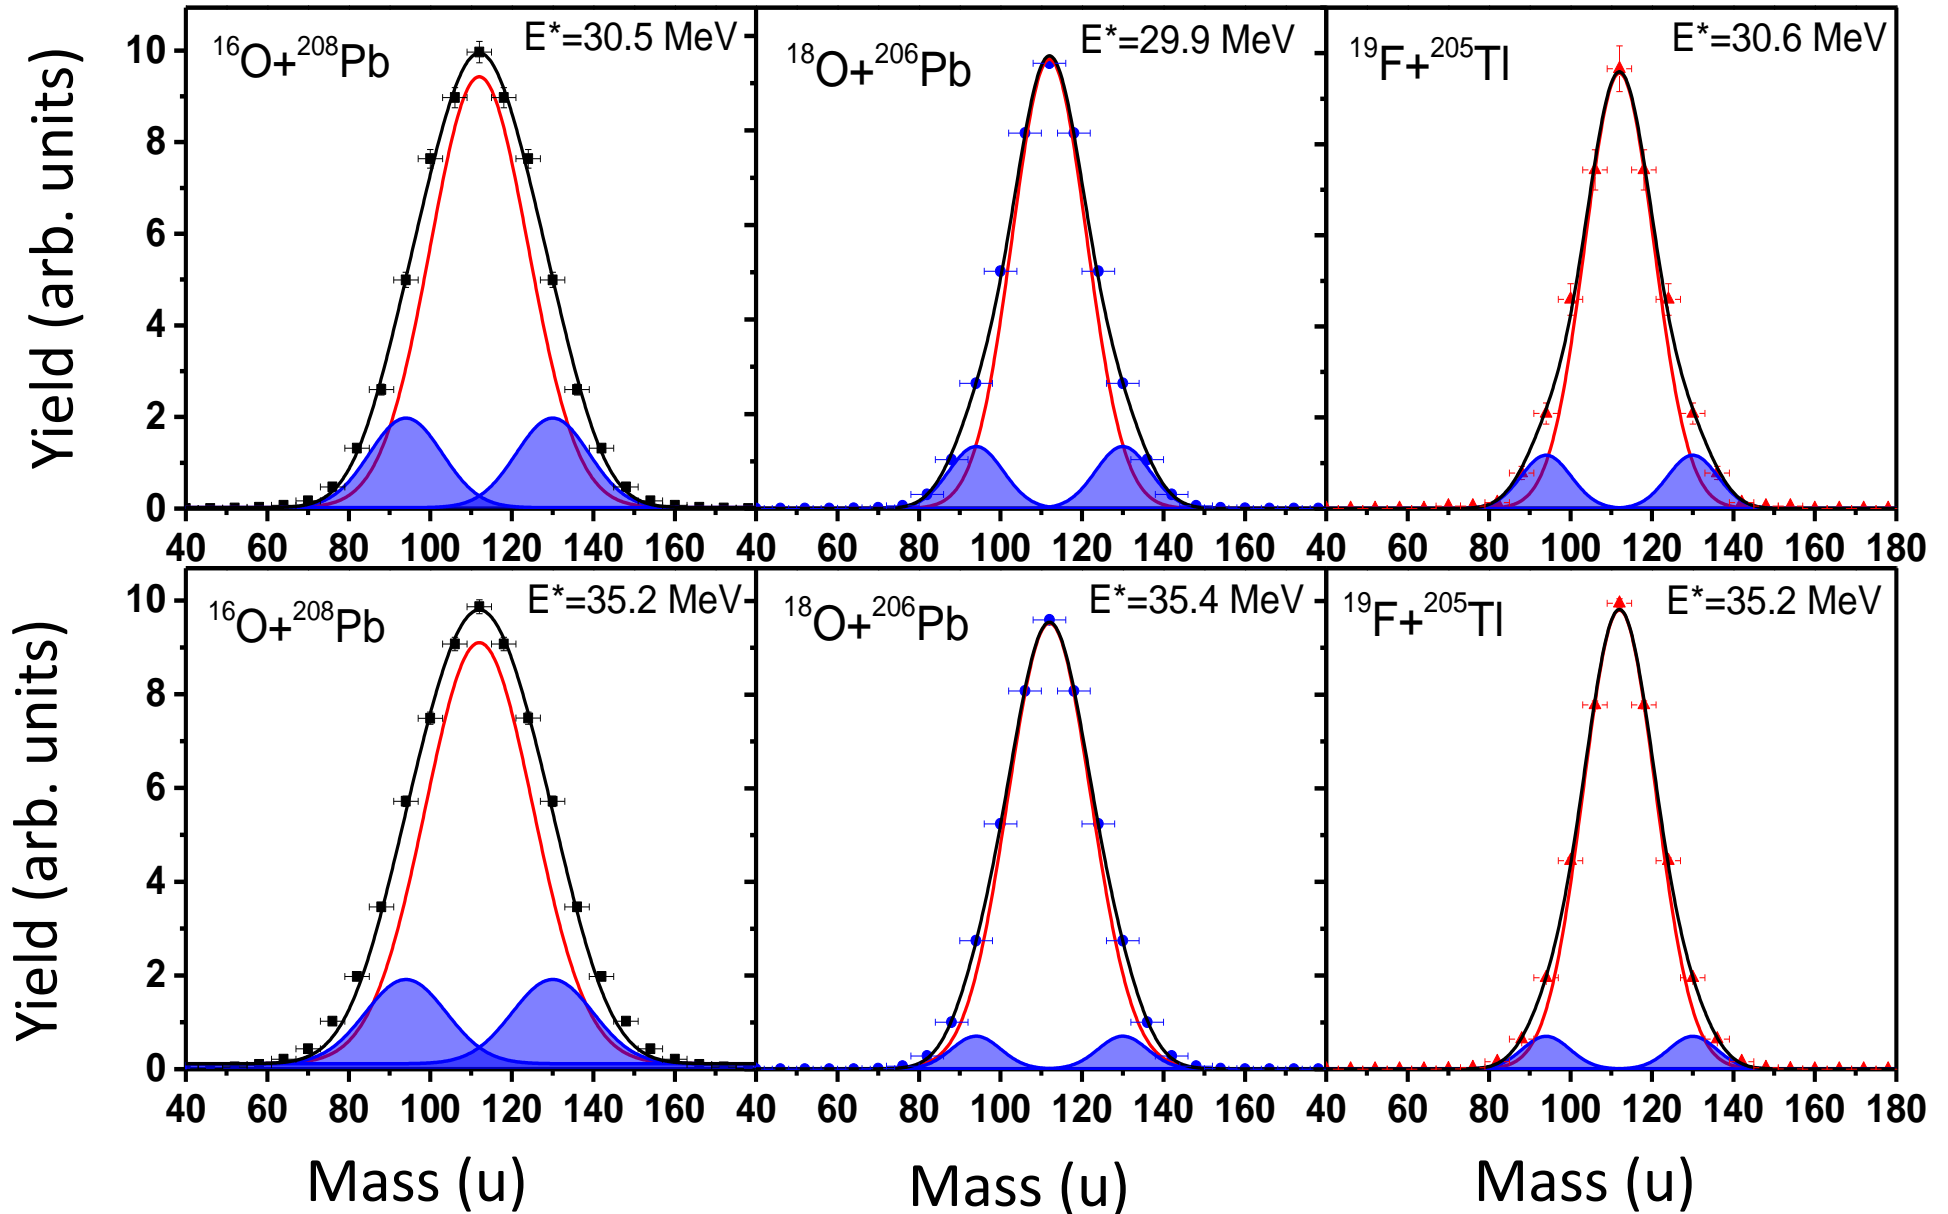 Yield (arb. units)
10
8
6
4
2
0
¹⁶O+²⁰⁸Pb
E*=30.5 MeV
¹⁸O+²⁰⁶Pb
E*=29.9 MeV
¹⁹F+²⁰⁵Tl
E*=30.6 MeV
40 60 80 100 120 140 160 40 60 80 100 120 140 160 40 60 80 100 120 140 160 180
Yield (arb. units)
10
8
6
4
2
0
¹⁶O+²⁰⁸Pb
E*=35.2 MeV
¹⁸O+²⁰⁶Pb
E*=35.4 MeV
¹⁹F+²⁰⁵Tl
E*=35.2 MeV
40 60 80 100 120 140 160 40 60 80 100 120 140 160 40 60 80 100 120 140 160 180
Mass (u) Mass (u) Mass (u)